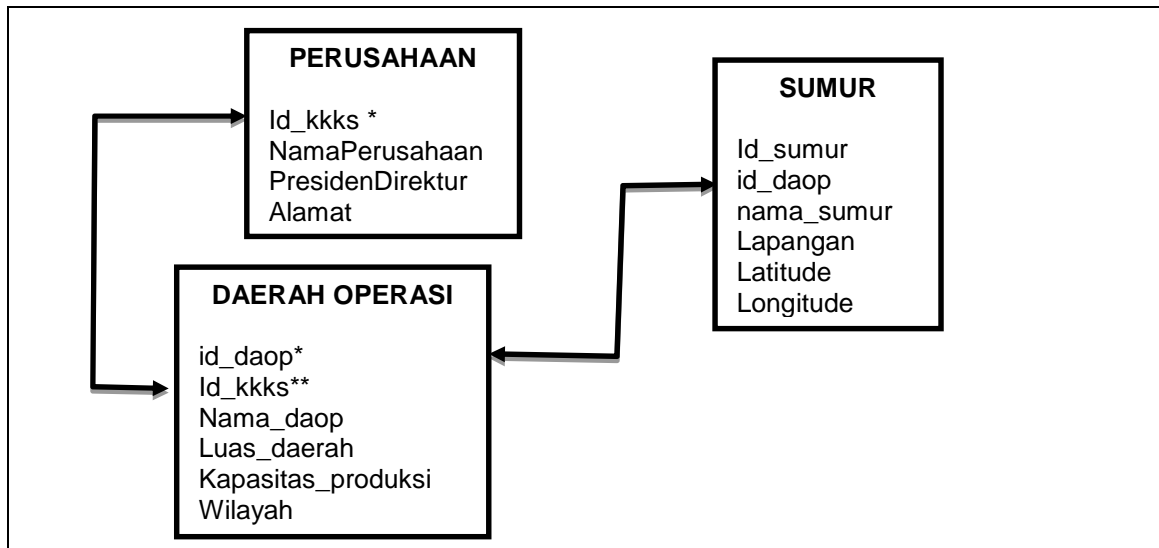 PERUSAHAAN
Id_kkks *
NamaPerusahaan
PresidenDirektur
Alamat
SUMUR
Id_sumur
id_daop
nama_sumur
Lapangan
Latitude
Longitude
DAERAH OPERASI
id_daop*
Id_kkks**
Nama_daop
Luas_daerah
Kapasitas_produksi
Wilayah